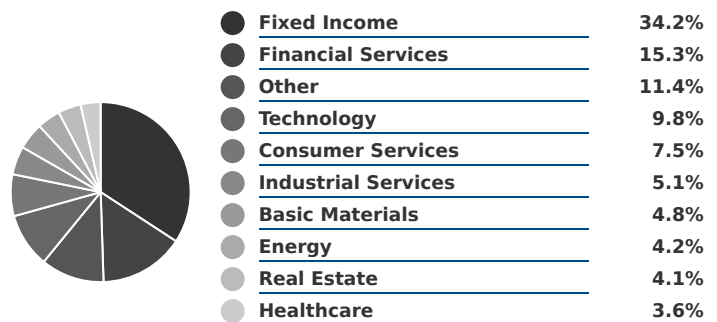 Fixed Income 34.2%
Financial Services 15.3%
Other 11.4%
Technology 9.8%
Consumer Services 7.5%
Industrial Services 5.1%
Basic Materials 4.8%
Energy 4.2%
Real Estate 4.1%
Healthcare 3.6%